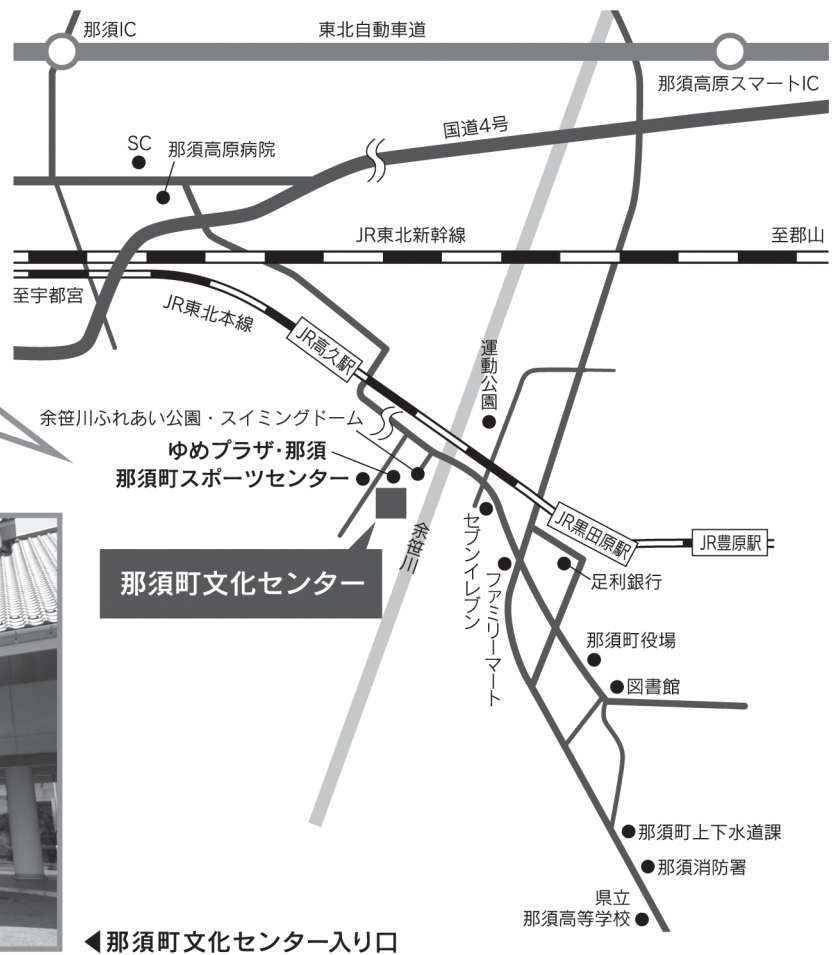 那須IC
東北自動車道
那須高原スマートIC
国道4号
SC
那須高原病院
JR東北新幹線
至郡山
至宇都宮
JR東北本線
JR高久駅
運動公園
余笹川ふれあい公園・スイミングドーム
ゆめプラザ・那須
那須町スポーツセンター
那須町文化センター
余笹川
セブンイレブン
ファミリーマート
JR黒田原駅
JR豊原駅
足利銀行
那須町役場
図書館
那須町上下水道課
那須消防署
県立
那須高等学校
◀那須町文化センター入り口